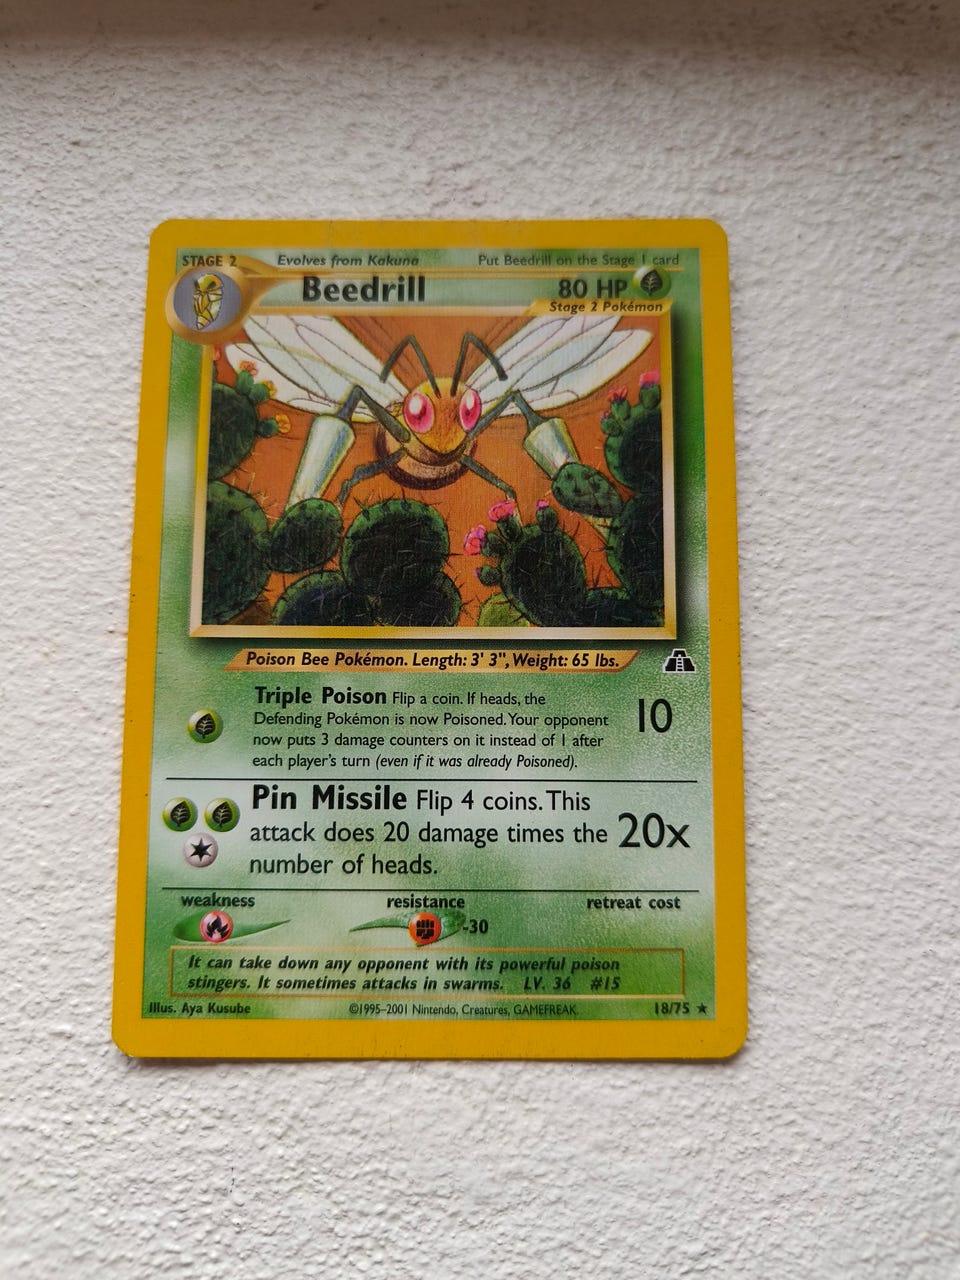 STAGE 2 Evolves from Kakuna Put Beedrill on the Stage 1 card
Beedrill 80 HP
Stage 2 Pokémon
Poison Bee Pokémon. Length: 3' 3", Weight: 65 lbs.
Triple Poison Flip a coin. If heads, the
Defending Pokémon is now Poisoned. Your opponent
now puts 3 damage counters on it instead of 1 after
each player's turn (even if it was already Poisoned).
10
Pin Missile Flip 4 coins. This
attack does 20 damage times the
number of heads.
20x
weakness resistance retreat cost
-30
It can take down any opponent with its powerful poison
stingers. It sometimes attacks in swarms. LV. 36 #15
Illus. Aya Kusube ©1995–2001 Nintendo, Creatures, GAMEFREAK. 18/75 ★